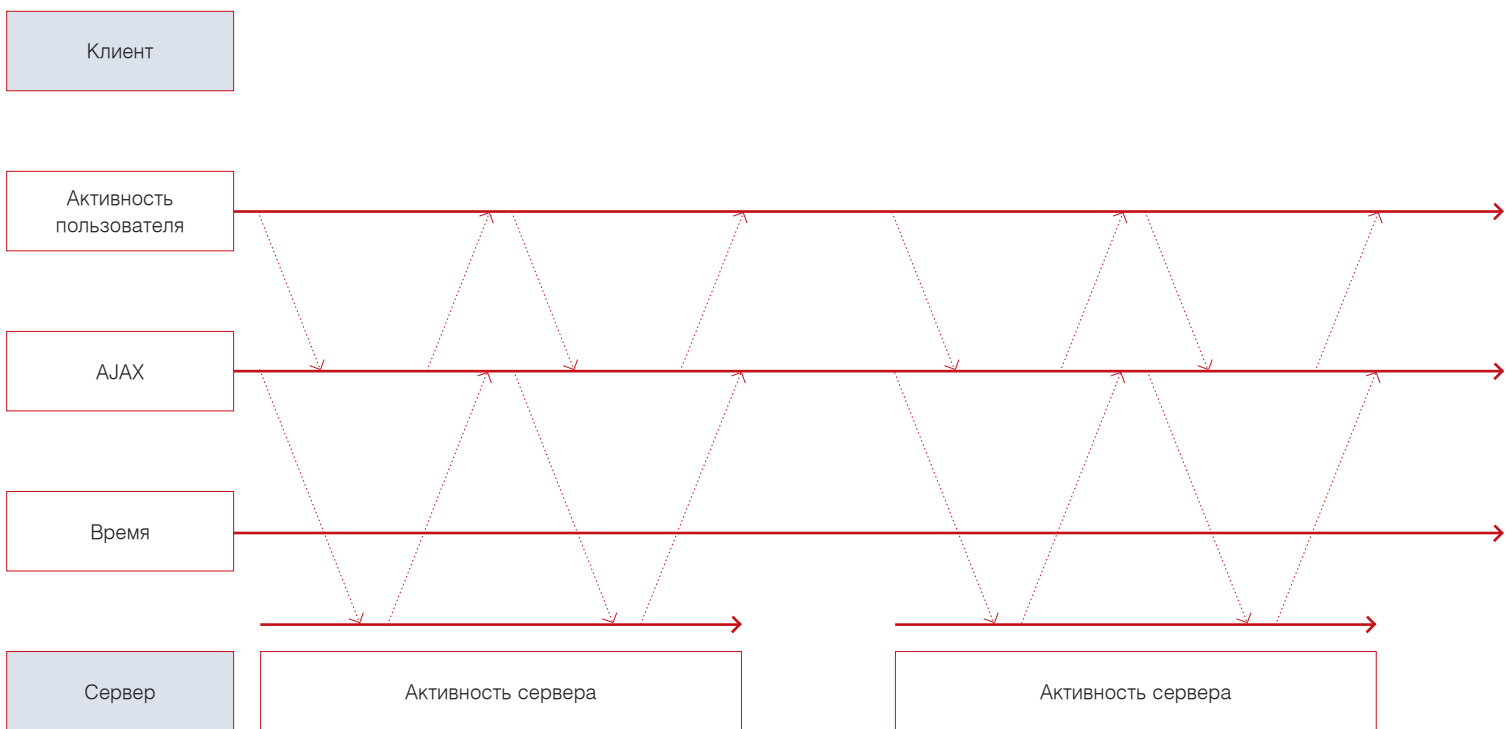 Клиент
Активность
пользователя
AJAX
Время
Сервер
Активность сервера
Активность сервера